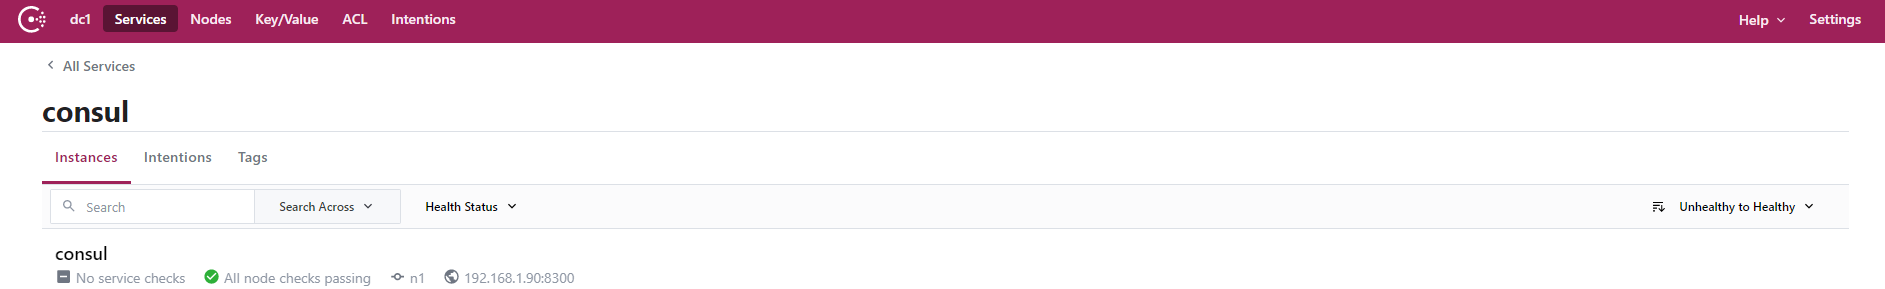 dc1 Services Nodes Key/Value ACL Intentions Help Settings
All Services
consul
Instances Intentions Tags
Search Search Across Health Status Unhealthy to Healthy
consul
No service checks All node checks passing n1 192.168.1.90:8300